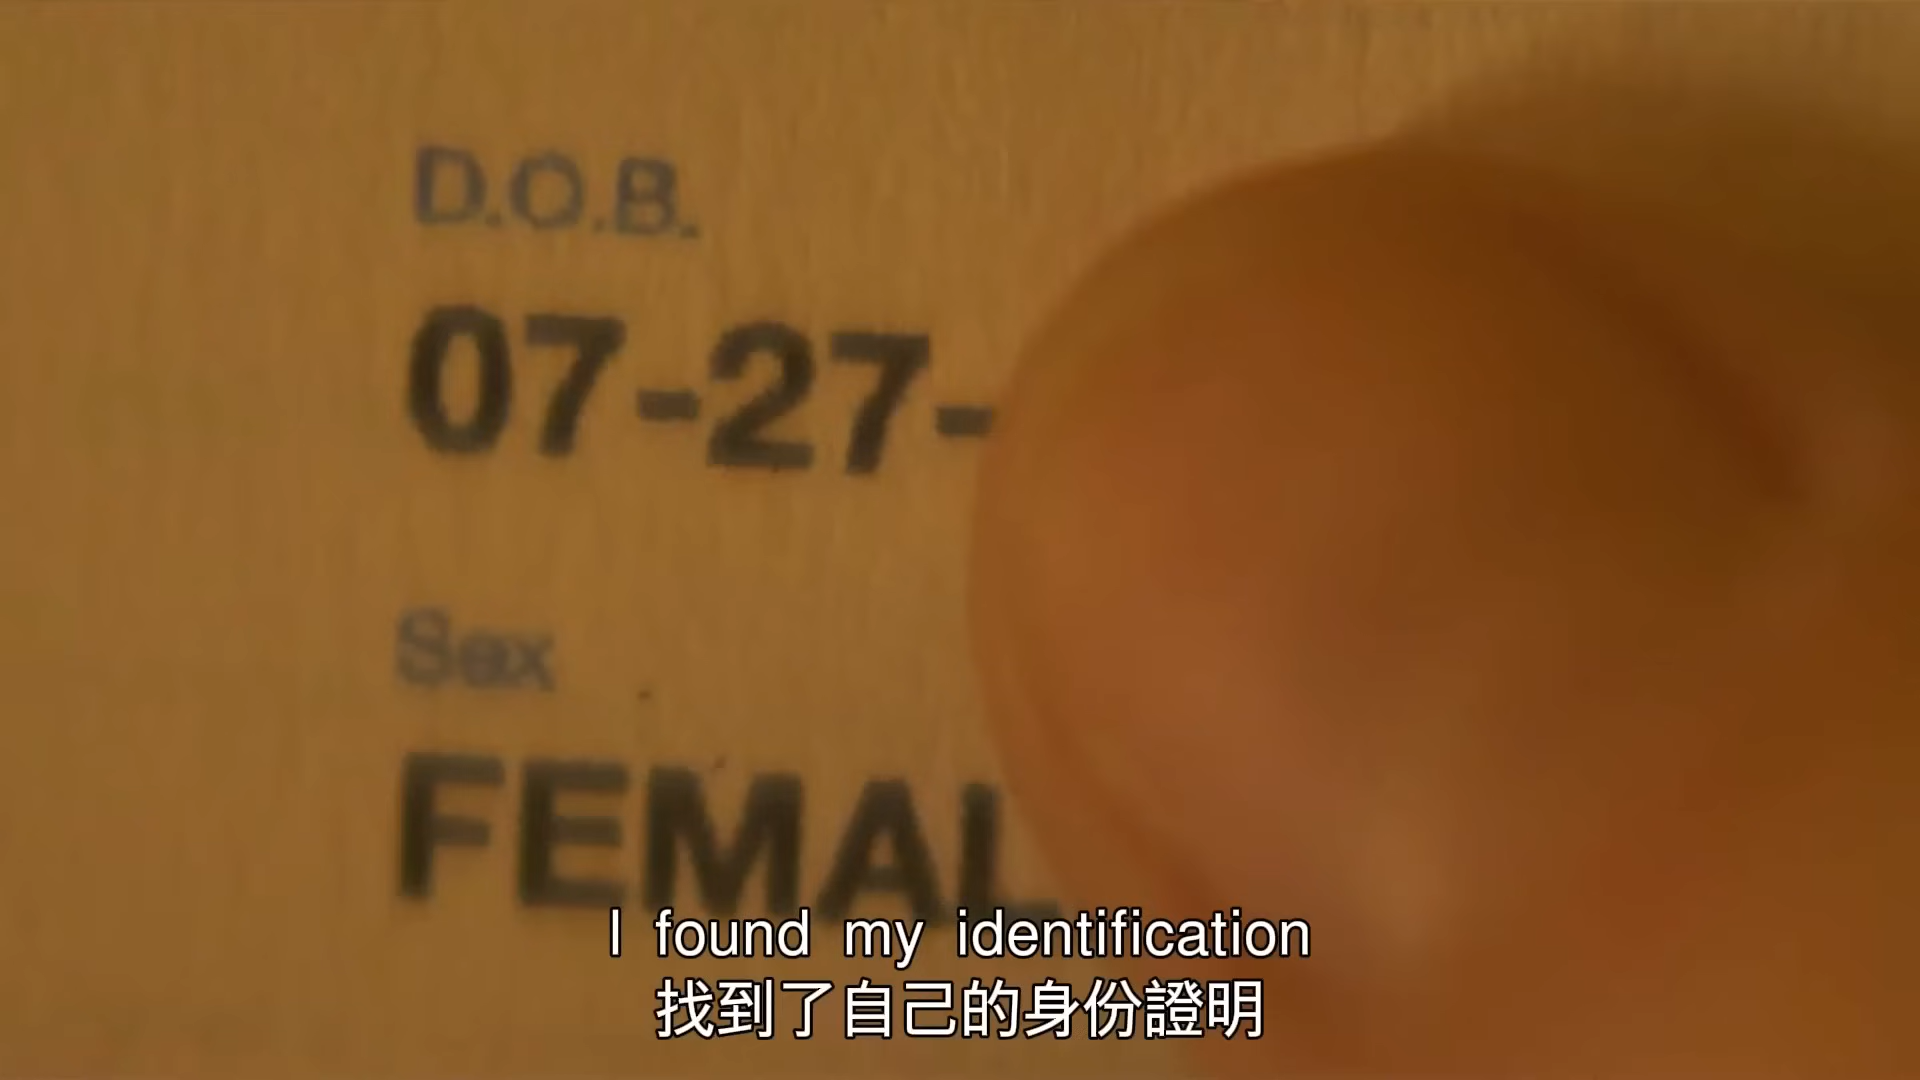 D.O.B.
07-27-
Sex
FEMAL
I found my identification
找到了自己的身份證明